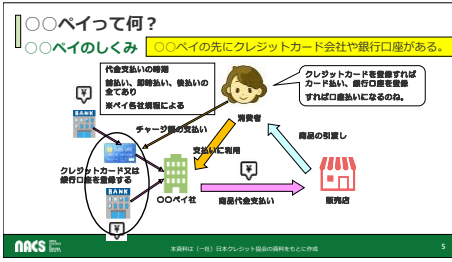 〇〇ペイって何？
〇〇ペイのしくみ
〇〇ペイの先にクレジットカード会社や銀行口座がある。
代金支払いの時期
前払い、即時払い、後払いの
全てあり
※ペイ各社規程による
クレジットカードを登録すれば
カード払い、銀行口座を登録
すれば口座払いになるのね。
¥
BANK
消費者
チャージ額の支払い
支払いに利用
商品の引渡し
クレジットカード又は
銀行口座を登録する
BANK
¥
〇〇ペイ社
¥
商品代金支払い
販売店
NACS
本資料は（一社）日本クレジット協会の資料をもとに作成
5